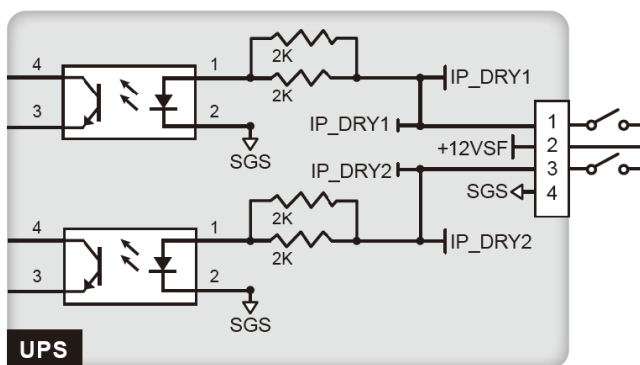 2K
4
1
2K
IP_DRY1
3
2
IP_DRY1
1
+12VSF
2
SGS
IP_DRY2
3
SGS
4
2K
4
1
2K
IP_DRY2
3
2
SGS
UPS